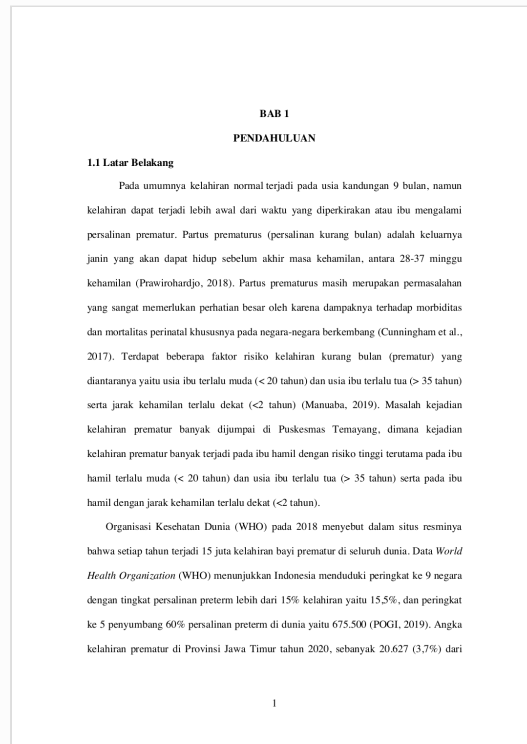 BAB 1
PENDAHULUAN
1.1 Latar Belakang
Pada umumnya kelahiran normal terjadi pada usia kandungan 9 bulan, namun
kelahiran dapat terjadi lebih awal dari waktu yang diperkirakan atau ibu mengalami
persalinan prematur. Partus prematurus (persalinan kurang bulan) adalah keluarnya
janin yang akan dapat hidup sebelum akhir masa kehamilan, antara 28-37 minggu
kehamilan (Prawirohardjo, 2018). Partus prematurus masih merupakan permasalahan
yang sangat memerlukan perhatian besar oleh karena dampaknya terhadap morbiditas
dan mortalitas perinatal khususnya pada negara-negara berkembang (Cunningham et al.,
2017). Terdapat beberapa faktor risiko kelahiran kurang bulan (prematur) yang
diantaranya yaitu usia ibu terlalu muda (< 20 tahun) dan usia ibu terlalu tua (> 35 tahun)
serta jarak kehamilan terlalu dekat (<2 tahun) (Manuaba, 2019). Masalah kejadian
kelahiran prematur banyak dijumpai di Puskesmas Temayang, dimana kejadian
kelahiran prematur banyak terjadi pada ibu hamil dengan risiko tinggi terutama pada ibu
hamil terlalu muda (< 20 tahun) dan usia ibu terlalu tua (> 35 tahun) serta pada ibu
hamil dengan jarak kehamilan terlalu dekat (<2 tahun).
Organisasi Kesehatan Dunia (WHO) pada 2018 menyebut dalam situs resminya
bahwa setiap tahun terjadi 15 juta kelahiran bayi prematur di seluruh dunia. Data World
Health Organization (WHO) menunjukkan Indonesia menduduki peringkat ke 9 negara
dengan tingkat persalinan preterm lebih dari 15% kelahiran yaitu 15,5%, dan peringkat
ke 5 penyumbang 60% persalinan preterm di dunia yaitu 675.500 (POGI, 2019). Angka
kelahiran prematur di Provinsi Jawa Timur tahun 2020, sebanyak 20.627 (3,7%) dari
1